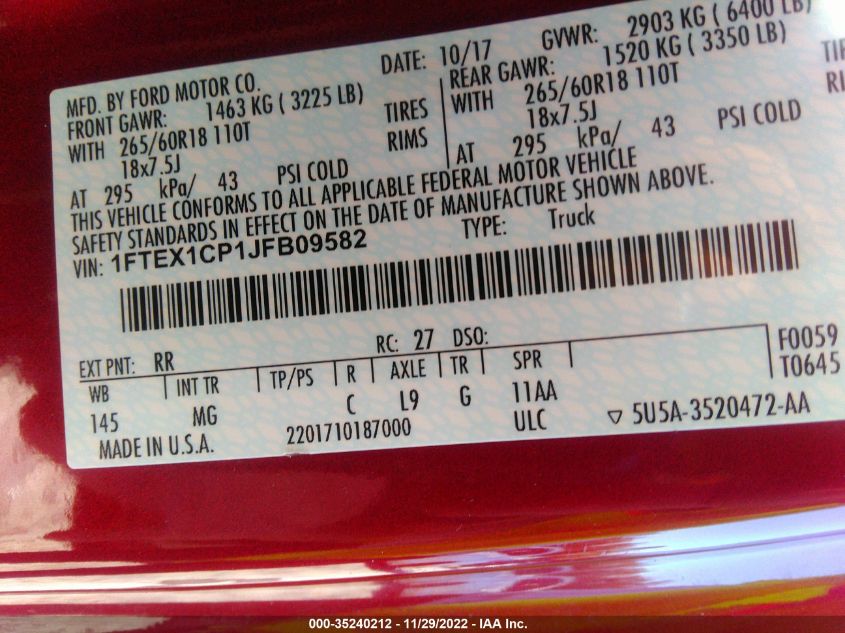 MFD. BY FORD MOTOR CO. DATE: 10/17 GVWR: 2903 KG ( 6400 LB)
FRONT GAWR: 1463 KG ( 3225 LB) REAR GAWR: 1520 KG ( 3350 LB)
WITH 265/60R18 110T TIRES WITH 265/60R18 110T
18x7.5J RIMS 18x7.5J
AT 295 kPa/ 43 PSI COLD AT 295 kPa/ 43 PSI COLD
THIS VEHICLE CONFORMS TO ALL APPLICABLE FEDERAL MOTOR VEHICLE
SAFETY STANDARDS IN EFFECT ON THE DATE OF MANUFACTURE SHOWN ABOVE.
VIN: 1FTEX1CP1JFB09582 TYPE: Truck
EXT PNT: RR RC: 27 DSO: F0059
WB INT TR TP/PS R AXLE TR SPR T0645
145 MG C L9 G 11AA
ULC 5U5A-3520472-AA
MADE IN U.S.A. 2201710187000
000-35240212 - 11/29/2022 - IAA Inc.